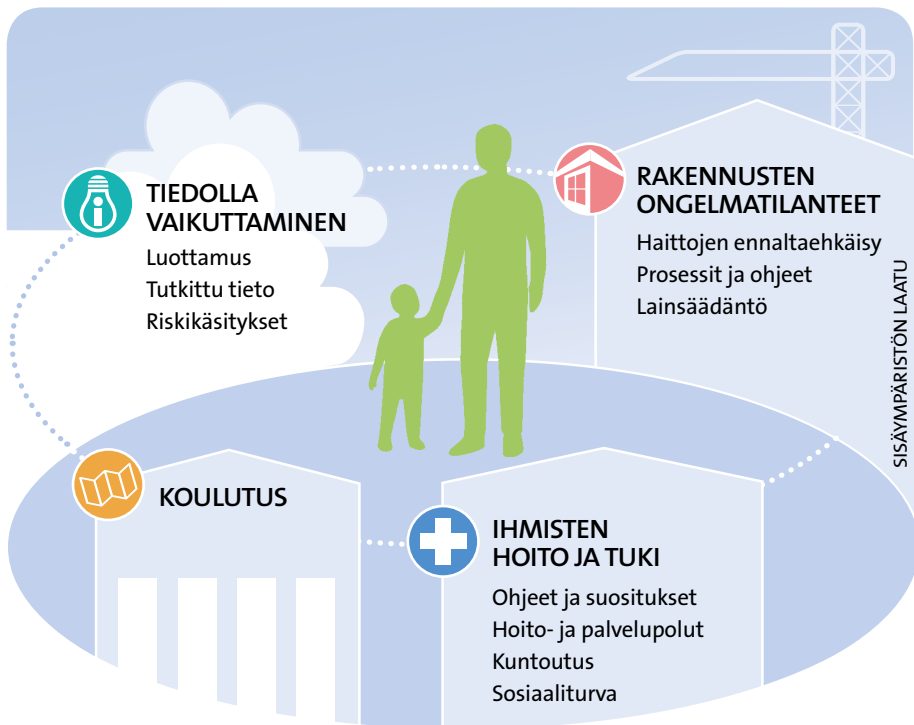 TIEDOLLA
VAIKUTTAMINEN
Luottamus
Tutkittu tieto
Riskikäsitykset
RAKENNUSTEN
ONGELMATILANTEET
Haittojen ennaltaehkäisy
Prosessit ja ohjeet
Lainsäädäntö
SISÄYMPÄRISTÖN LAATU
KOULUTUS
IHMISTEN
HOITO JA TUKI
Ohjeet ja suositukset
Hoito- ja palvelupolut
Kuntoutus
Sosiaaliturva